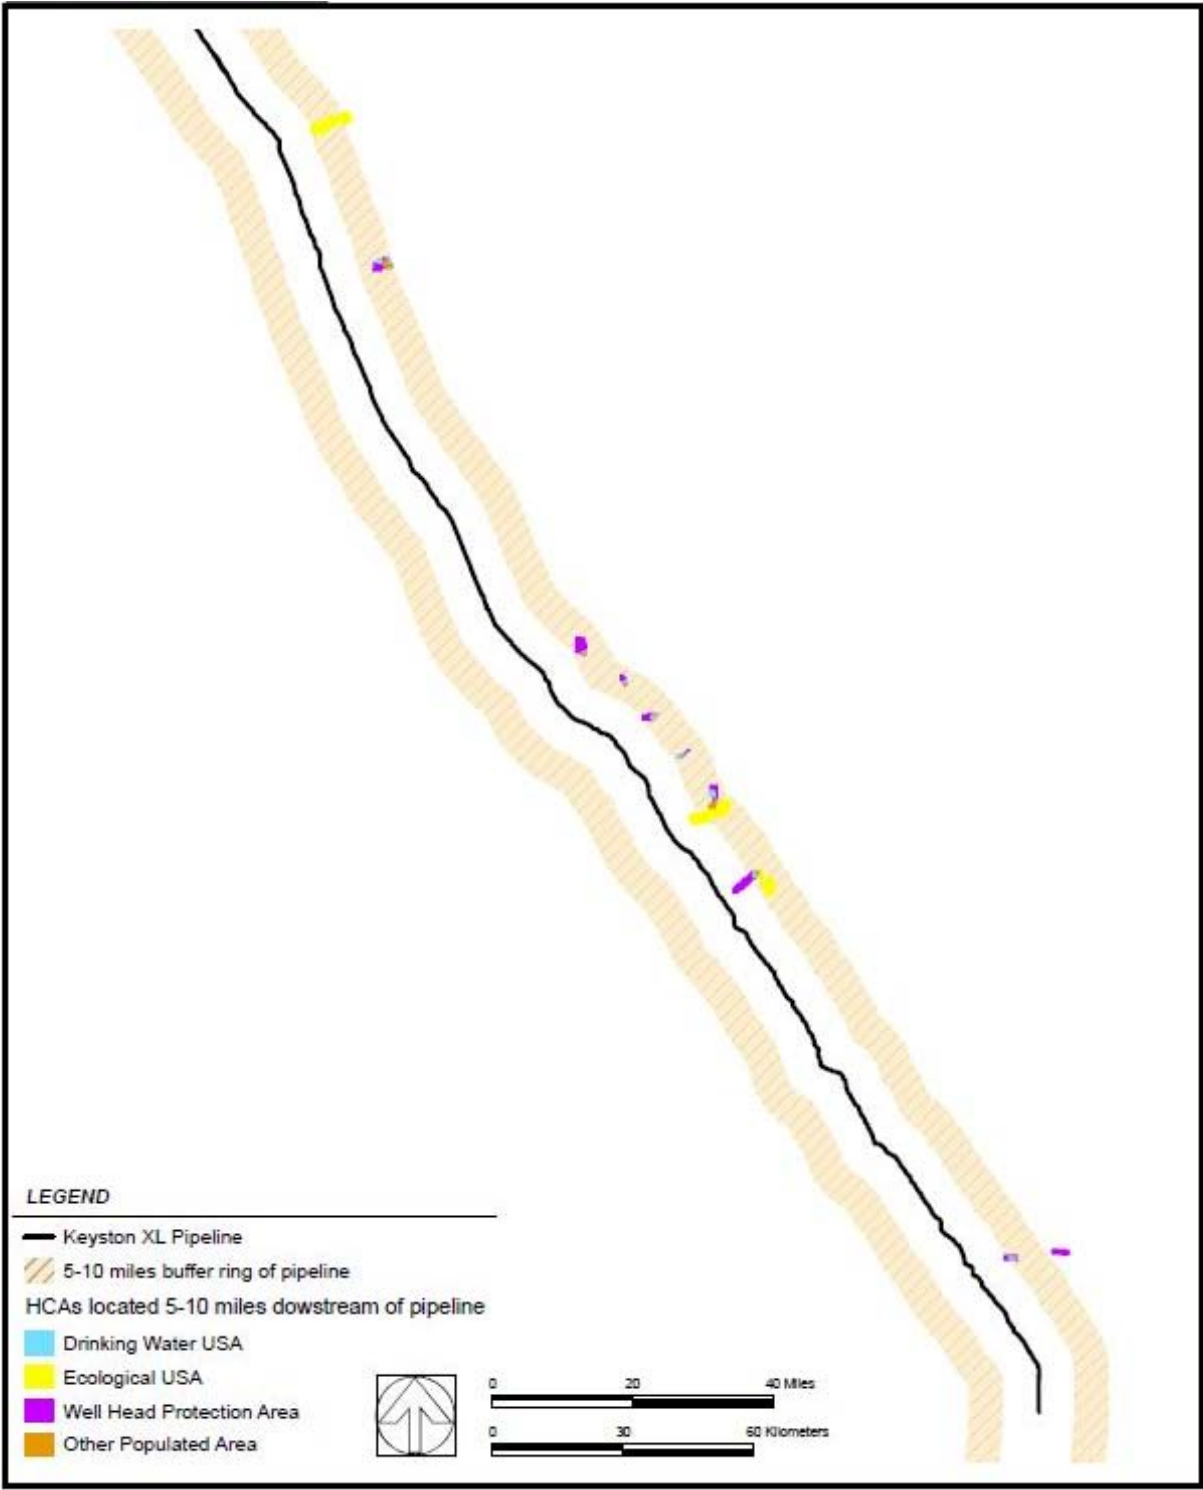 LEGEND
Keyston XL Pipeline
5-10 miles buffer ring of pipeline
HCAs located 5-10 miles dowstream of pipeline
Drinking Water USA
Ecological USA
Well Head Protection Area
Other Populated Area
0 20 40 Miles
0 30 60 Kilometers